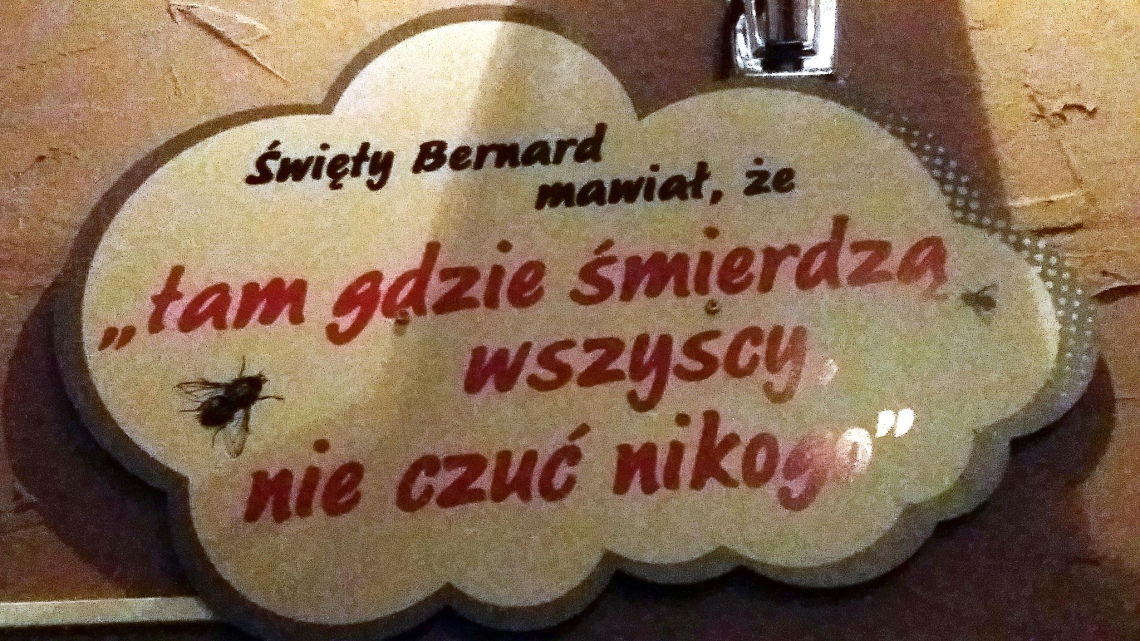 Święty Bernard
mawiał, że
„tam gdzie śmierdzą
wszyscy,
nie czuć nikogo”